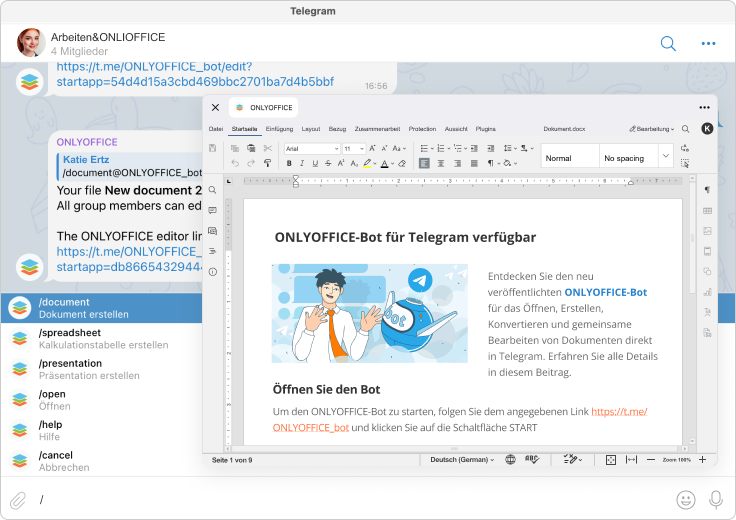 Telegram
Arbeiten&ONLIOFFICE
4 Mitglieder
https://t.me/ONLYOFFICE_bot/edit?
startapp=54d4d15a3cbd469bbc2701ba7d4b5bbf
16:56
ONLYOFFICE
Katie Ertz
/document@ONLYOFFICE_bot
Your file New document 2
All group members can ed
The ONLYOFFICE editor lin
https://t.me/ONLYOFFICE_
startapp=db8665432944
/document
Dokument erstellen
/spreadsheet
Kalkulationstabelle erstellen
/presentation
Präsentation erstellen
/open
Öffnen
/help
Hilfe
/cancel
Abbrechen
/
ONLYOFFICE
Datei Startseite Einfügung Layout Bezug Zusammenarbeit Protection Aussicht Plugins Dokument.docx Bearbeitung K
Arial 11
Normal No spacing
ONLYOFFICE-Bot für Telegram verfügbar
bot
Entdecken Sie den neu
veröffentlichten ONLYOFFICE-Bot
für das Öffnen, Erstellen,
Konvertieren und gemeinsame
Bearbeiten von Dokumenten direkt
in Telegram. Erfahren Sie alle Details
in diesem Beitrag.
Öffnen Sie den Bot
Um den ONLYOFFICE-Bot zu starten, folgen Sie dem angegebenen Link https://t.me/
ONLYOFFICE_bot und klicken Sie auf die Schaltfläche START
Seite 1 von 9 Deutsch (German) Zoom 100%